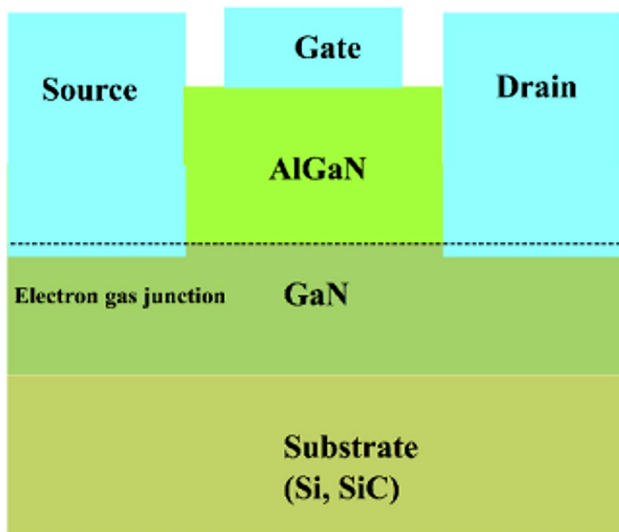 Gate
Source
Drain
AlGaN
Electron gas junction
GaN
Substrate
(Si, SiC)